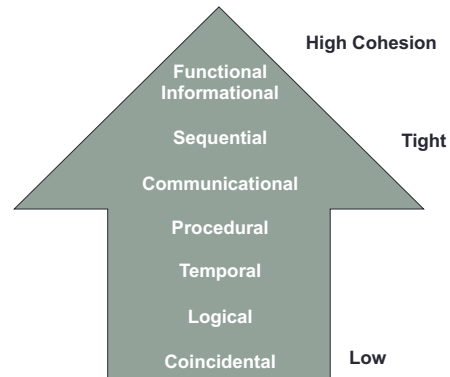 High Cohesion
Functional
Informational
Sequential
Tight
Communicational
Procedural
Temporal
Logical
Coincidental
Low